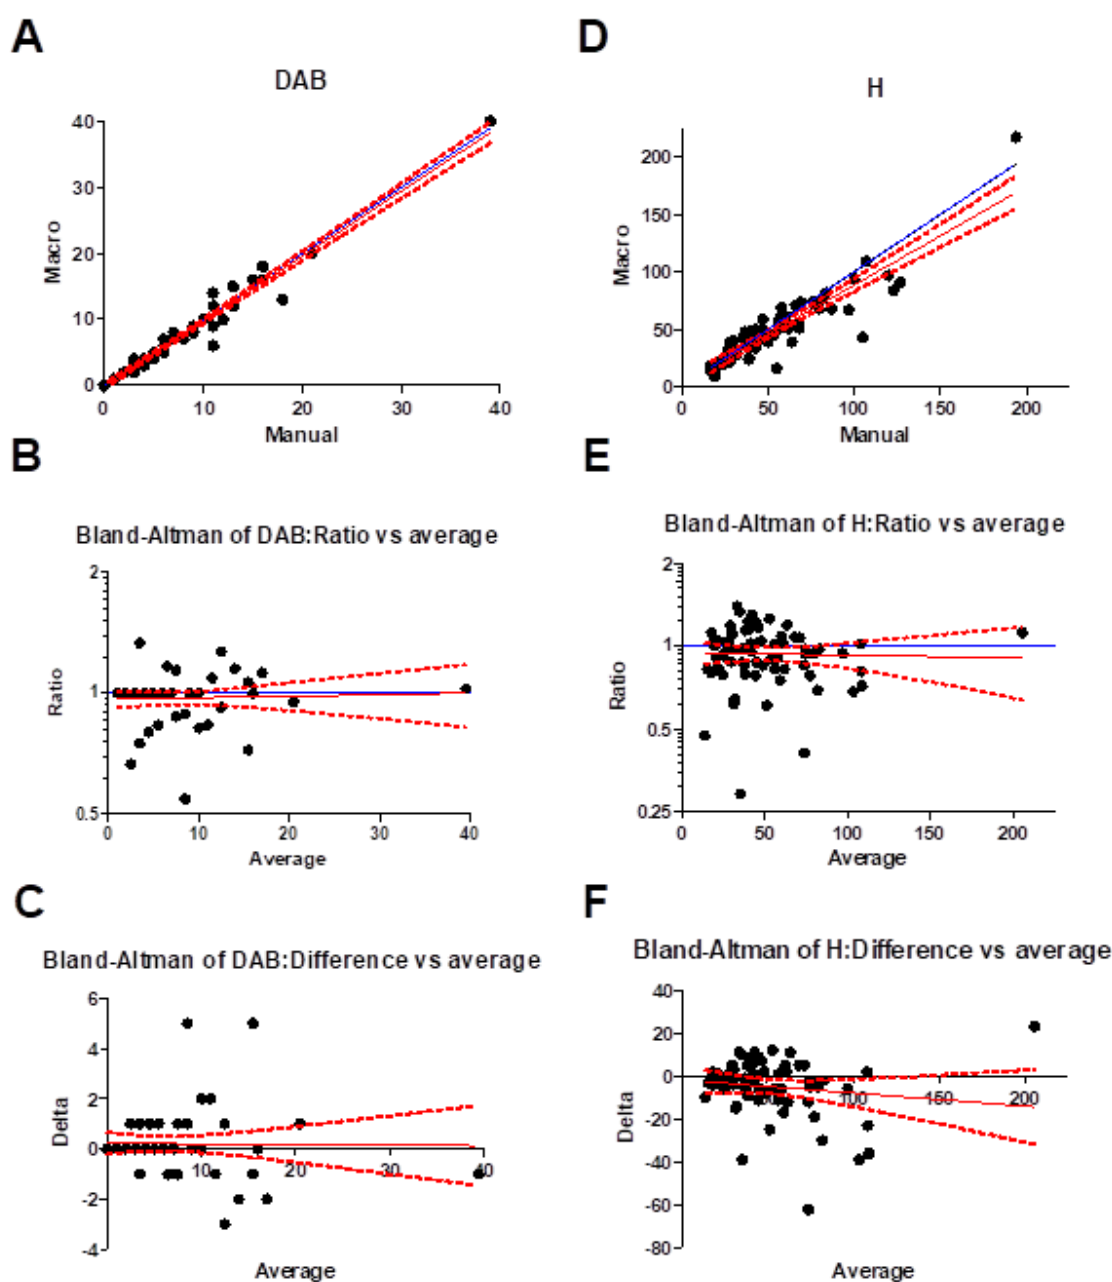 A
DAB
40
30
20
10
0
Macro
0 10 20 30 40
Manual
B
Bland-Altman of DAB:Ratio vs average
2
1
0.5
Ratio
0 10 20 30 40
Average
C
Bland-Altman of DAB:Difference vs average
6
4
2
0
-2
-4
Delta
10 20 30 40
Average
D
H
200
150
100
50
0
Macro
0 50 100 150 200
Manual
E
Bland-Altman of H:Ratio vs average
2
1
0.5
0.25
Ratio
0 50 100 150 200
Average
F
Bland-Altman of H:Difference vs average
40
20
0
-20
-40
-60
-80
Delta
100 150 200
Average